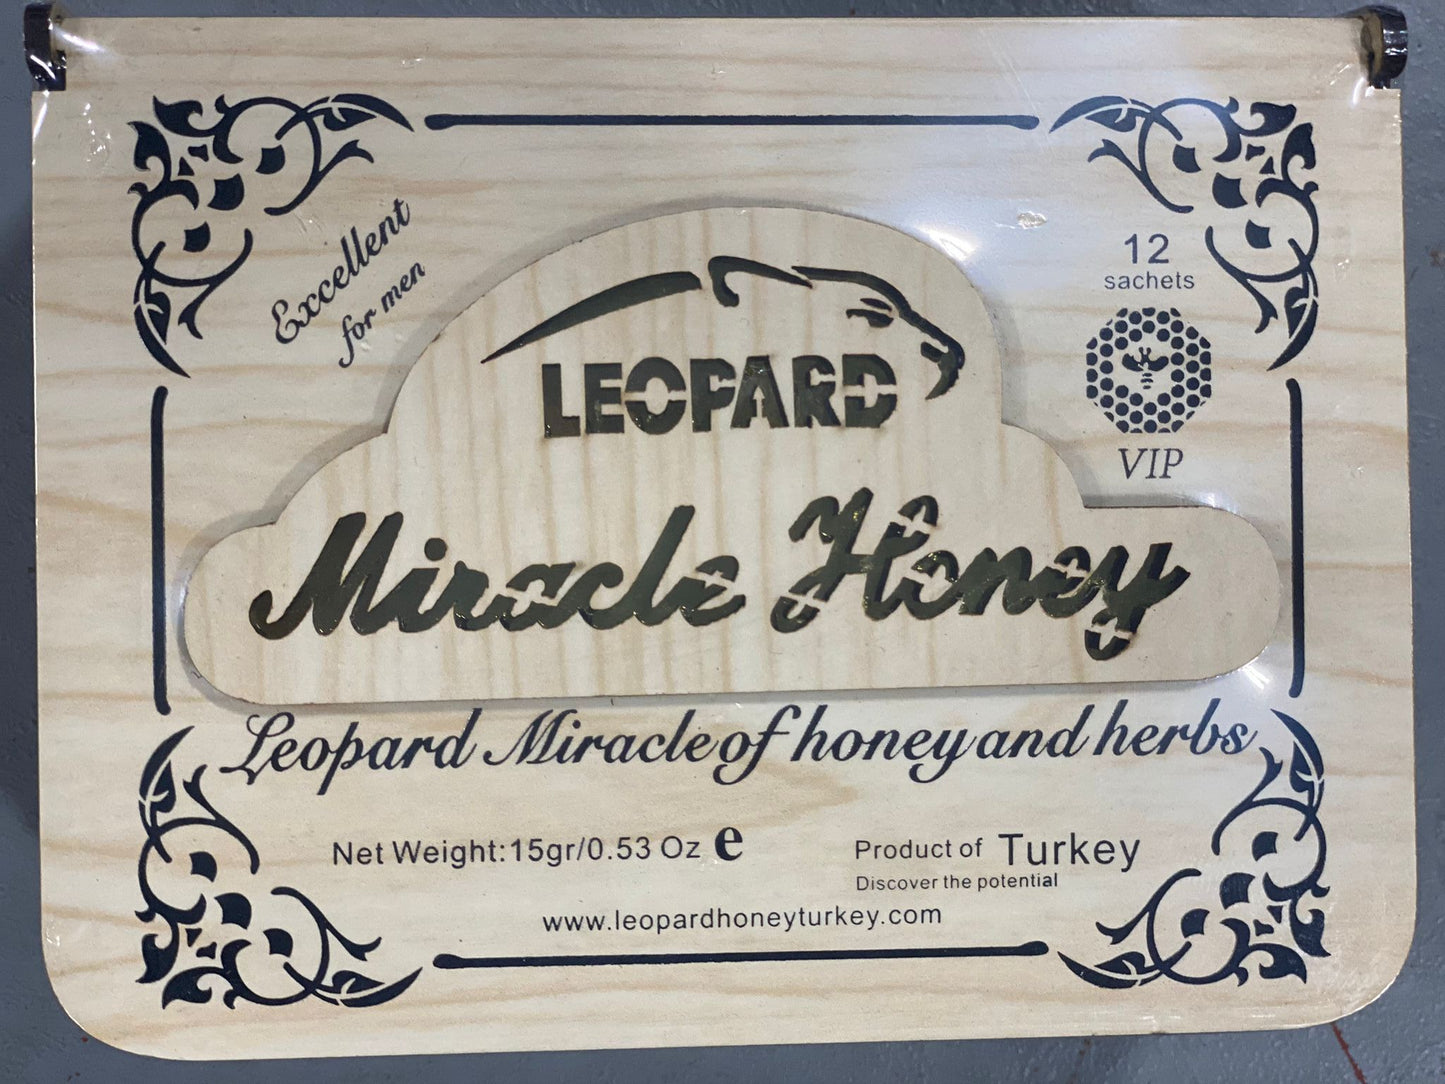 Excellent
for men
12
sachets
VIP
LEOPARD
Miracle Honey
Leopard Miracle of honey and herbs
Net Weight:15gr/0.53 Oz e
Product of Turkey
Discover the potential
www.leopardhoneyturkey.com